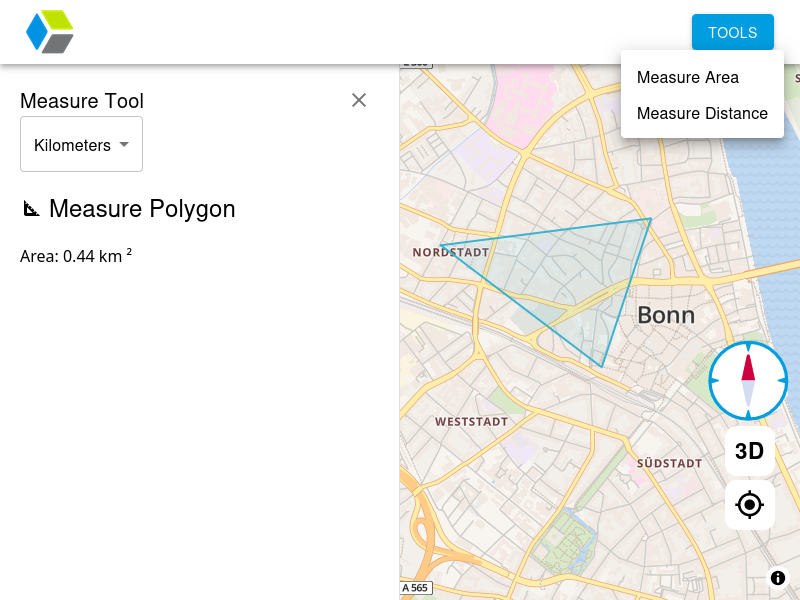 TOOLS
Measure Area
Measure Distance
Measure Tool
Kilometers
Measure Polygon
Area: 0.44 km ²
NORDSTADT
Bonn
WESTSTADT
SÜDSTADT
3D
A 565